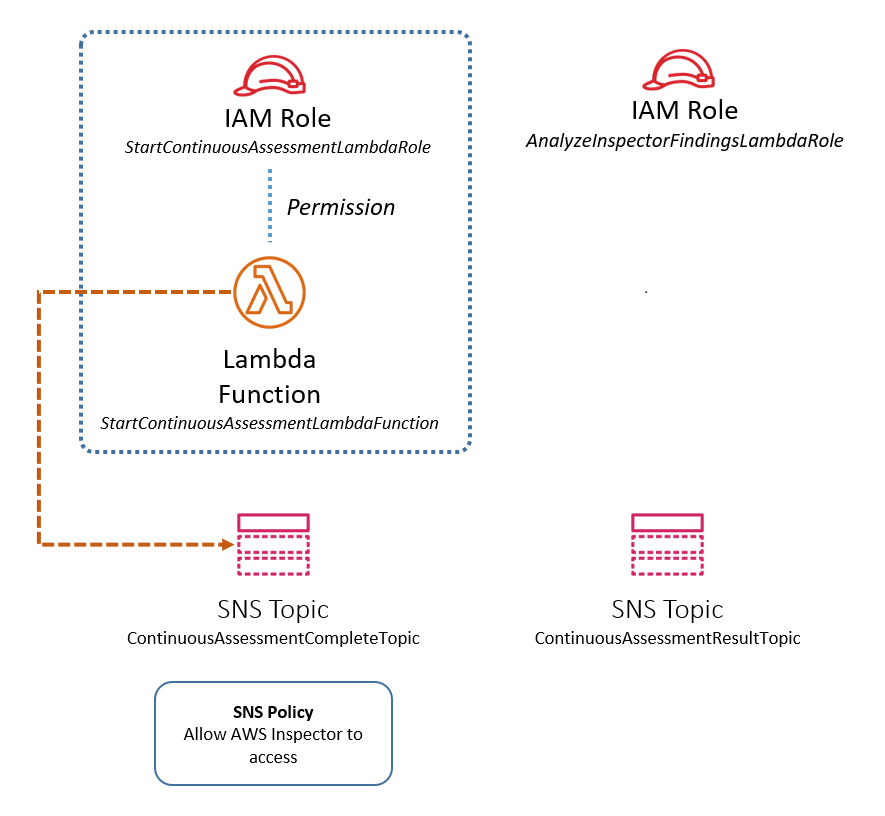 IAM Role
StartContinuousAssessmentLambdaRole
Permission
Lambda
Function
StartContinuousAssessmentLambdaFunction
IAM Role
AnalyzeInspectorFindingsLambdaRole
.
SNS Topic
ContinuousAssessmentCompleteTopic
SNS Topic
ContinuousAssessmentResultTopic
SNS Policy
Allow AWS Inspector to
access